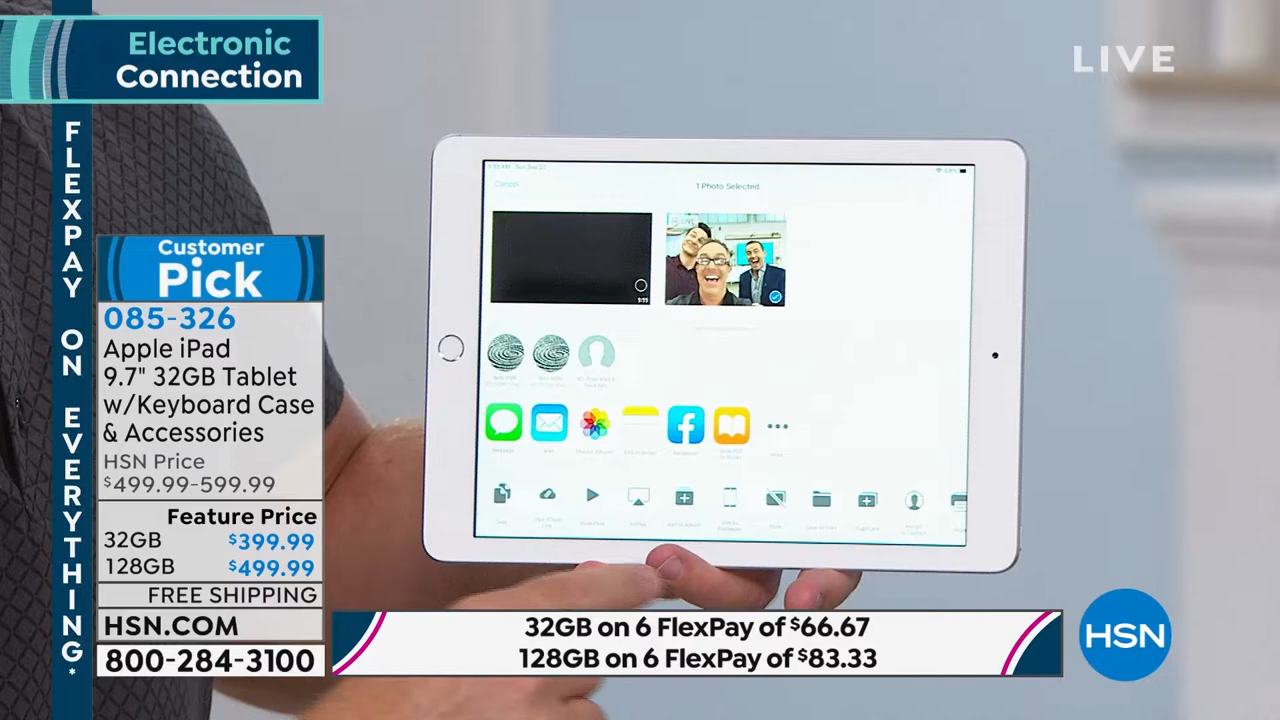 Electronic
Connection
LIVE
FLEXPAY ON EVERYTHING*
Customer
Pick
085-326
Apple iPad
9.7" 32GB Tablet
w/Keyboard Case
& Accessories
HSN Price
$499.99-599.99
Feature Price
32GB $399.99
128GB $499.99
FREE SHIPPING
HSN.COM
800-284-3100
Cancel
1 Photo Selected
32GB on 6 FlexPay of $66.67
128GB on 6 FlexPay of $83.33
HSN